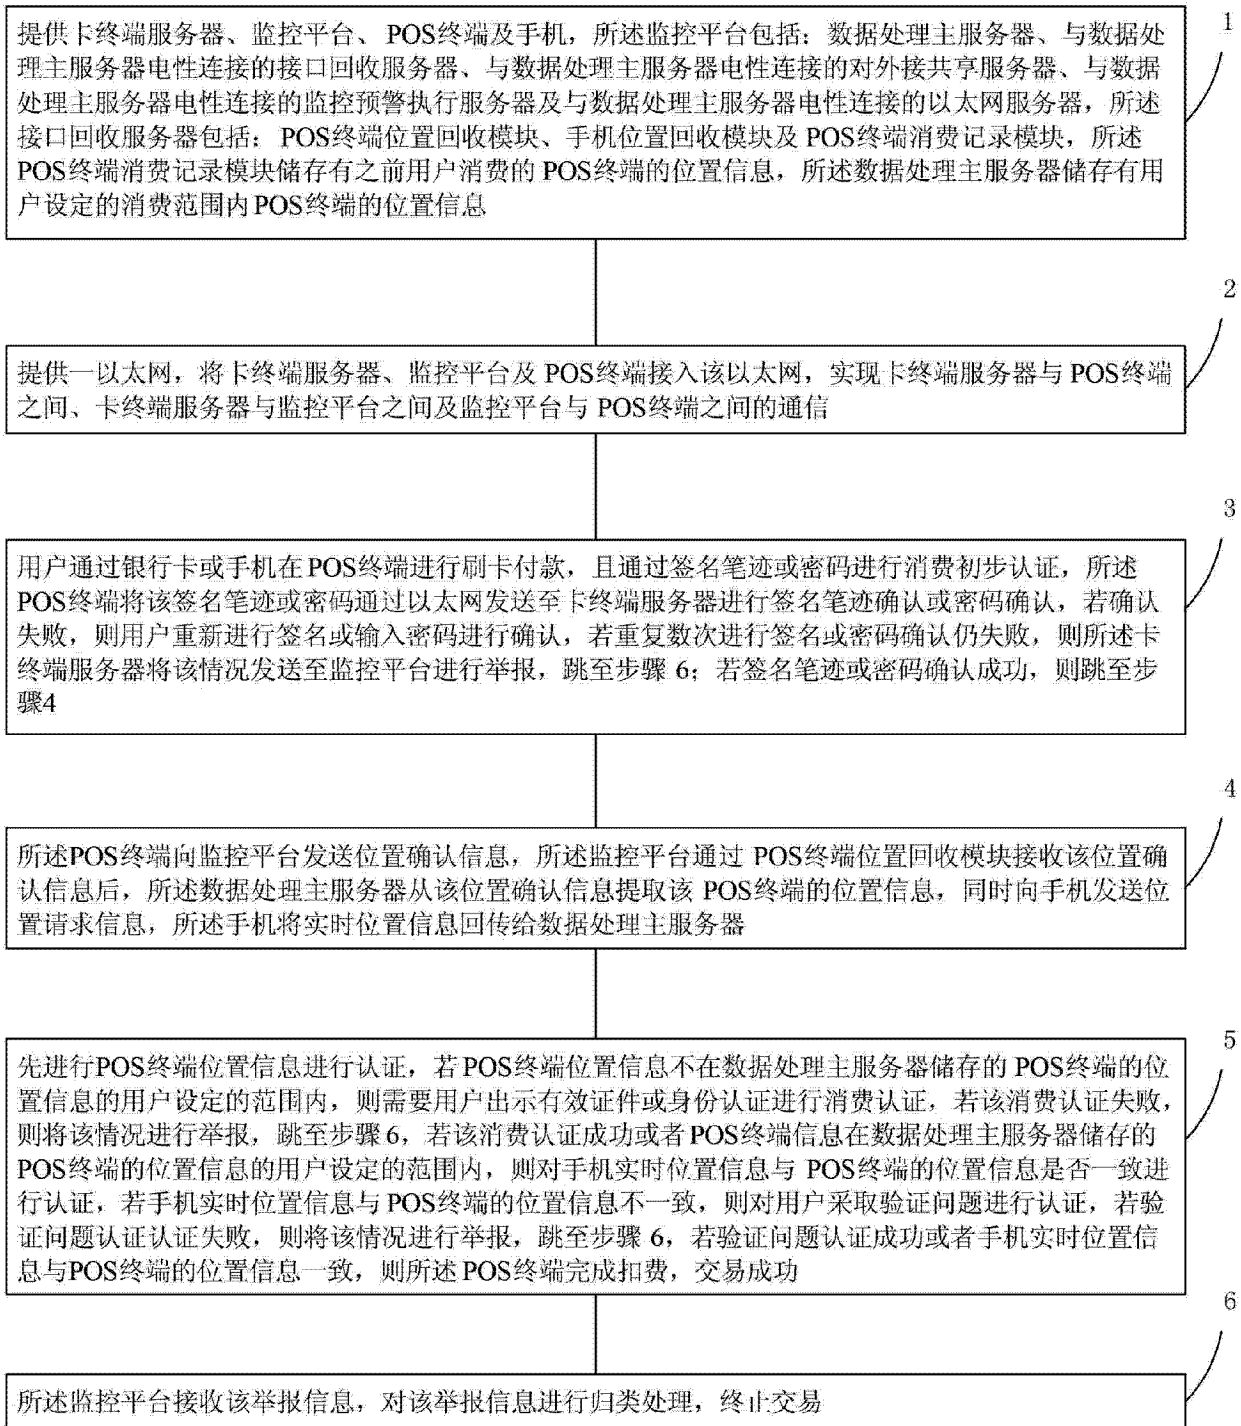 1
提供卡终端服务器、监控平台、POS终端及手机，所述监控平台包括：数据处理主服务器、与数据处
理主服务器电性连接的接口回收服务器、与数据处理主服务器电性连接的对外接共享服务器、与数据
处理主服务器电性连接的监控预警执行服务器及与数据处理主服务器电性连接的以太网服务器，所述
接口回收服务器包括：POS终端位置回收模块、手机位置回收模块及POS终端消费记录模块，所述
POS终端消费记录模块储存有之前用户消费的POS终端的位置信息，所述数据处理主服务器储存有用
户设定的消费范围内POS终端的位置信息
2
提供一以太网，将卡终端服务器、监控平台及POS终端接入该以太网，实现卡终端服务器与POS终端
之间、卡终端服务器与监控平台之间及监控平台与POS终端之间的通信
3
用户通过银行卡或手机在POS终端进行刷卡付款，且通过签名笔迹或密码进行消费初步认证，所述
POS终端将该签名笔迹或密码通过以太网发送至卡终端服务器进行签名笔迹确认或密码确认，若确认
失败，则用户重新进行签名或输入密码进行确认，若重复数次进行签名或密码确认仍失败，则所述卡
终端服务器将该情况发送至监控平台进行举报，跳至步骤6；若签名笔迹或密码确认成功，则跳至步
骤4
4
所述POS终端向监控平台发送位置确认信息，所述监控平台通过POS终端位置回收模块接收该位置确
认信息后，所述数据处理主服务器从该位置确认信息提取该POS终端的位置信息，同时向手机发送位
置请求信息，所述手机将实时位置信息回传给数据处理主服务器
5
先进行POS终端位置信息进行认证，若POS终端位置信息不在数据处理主服务器储存的POS终端的位
置信息的用户设定的范围内，则需要用户出示有效证件或身份认证进行消费认证，若该消费认证失败，
则将该情况进行举报，跳至步骤6，若该消费认证成功或者POS终端信息在数据处理主服务器储存的
POS终端的位置信息的用户设定的范围内，则对手机实时位置信息与POS终端的位置信息是否一致进
行认证，若手机实时位置信息与POS终端的位置信息不一致，则对用户采取验证问题进行认证，若验
证问题认证认证失败，则将该情况进行举报，跳至步骤6，若验证问题认证成功或者手机实时位置信
息与POS终端的位置信息一致，则所述POS终端完成扣费，交易成功
6
所述监控平台接收该举报信息，对该举报信息进行归类处理，终止交易